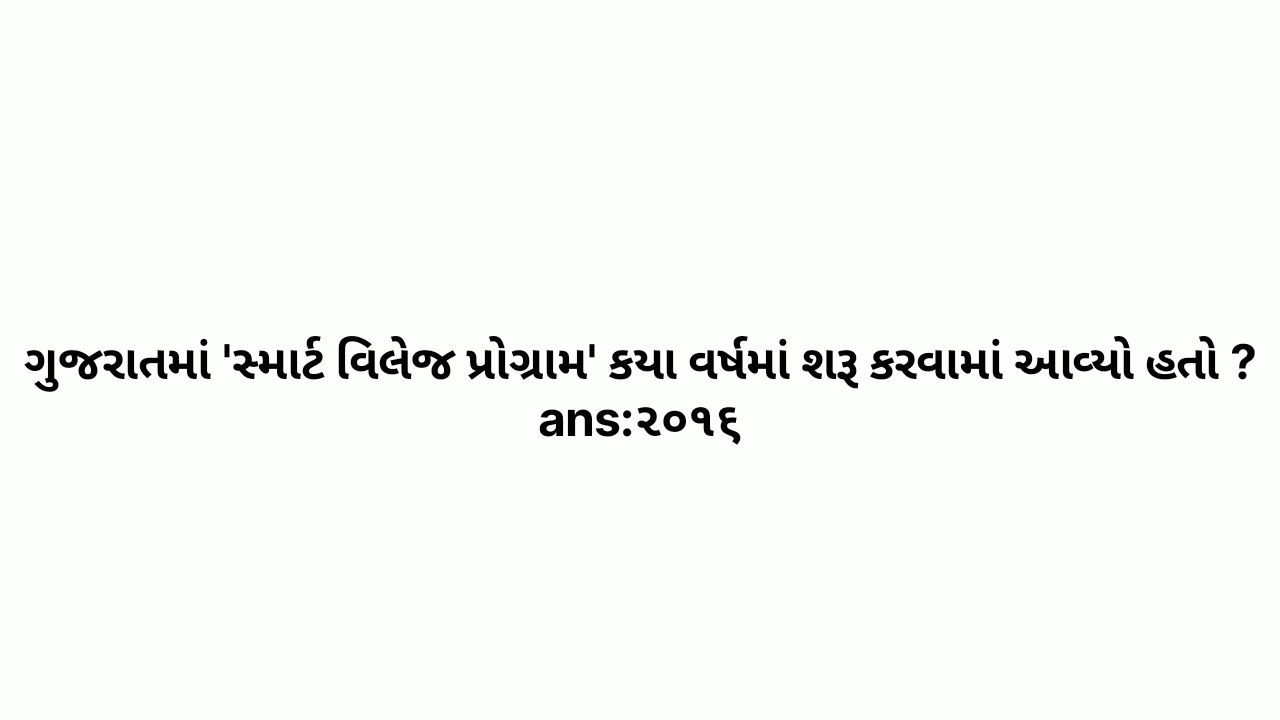 ગુજરાતમાં 'સ્માર્ટ વિલેજ પ્રોગ્રામ' કયા વર્ષમાં શરૂ કરવામાં આવ્યો હતો ?
ans:૨૦૧૬